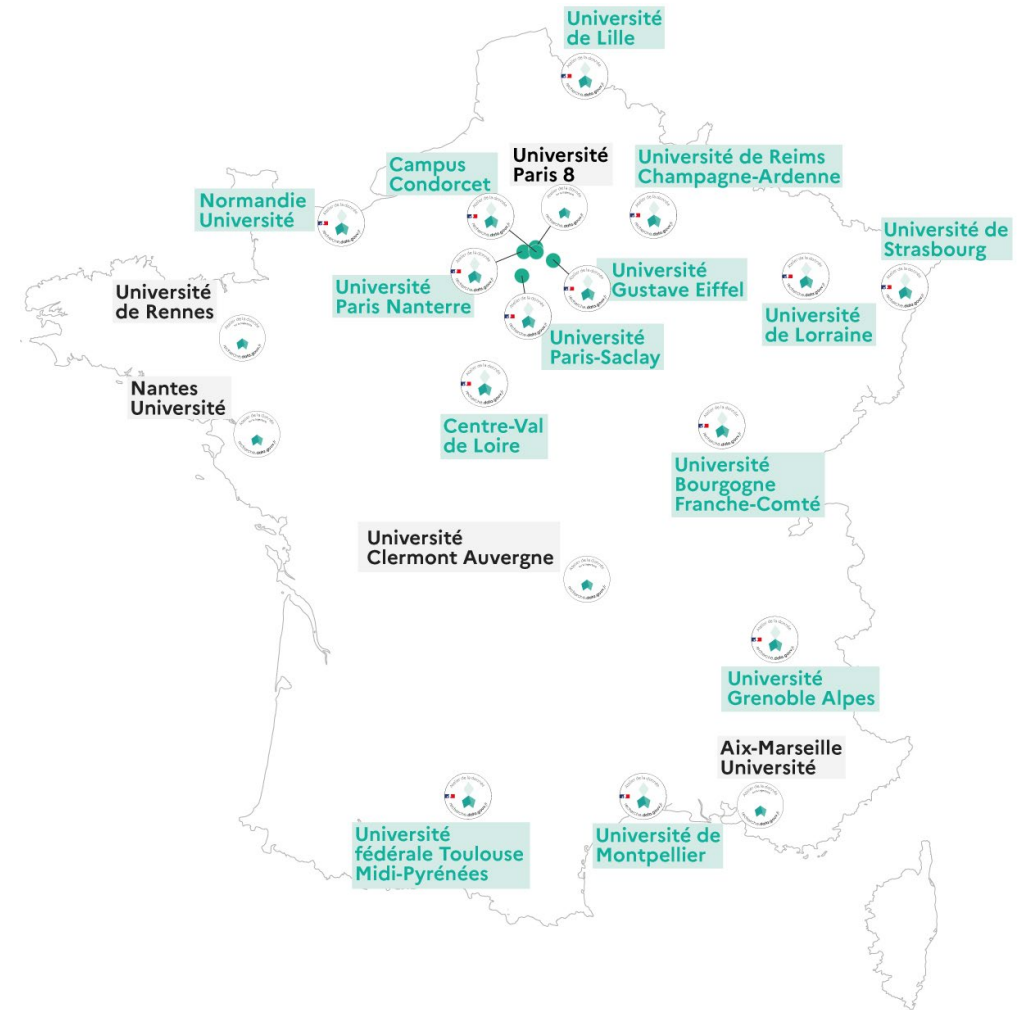 Université
de Lille
Université
Paris 8
Campus
Condorcet
Université de Reims
Champagne-Ardenne
Normandie
Université
Université de
Strasbourg
Université
Paris Nanterre
Université
Gustave Eiffel
Université
de Rennes
Université
de Lorraine
Université
Paris-Saclay
Nantes
Université
Centre-Val
de Loire
Université
Bourgogne
Franche-Comté
Université
Clermont Auvergne
Université
Grenoble Alpes
Aix-Marseille
Université
Université
fédérale Toulouse
Midi-Pyrénées
Université de
Montpellier